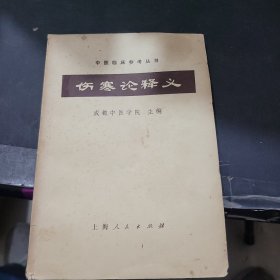 中医临床参考丛书
伤寒论释义
成都中医学院 主编
上海人民出版社